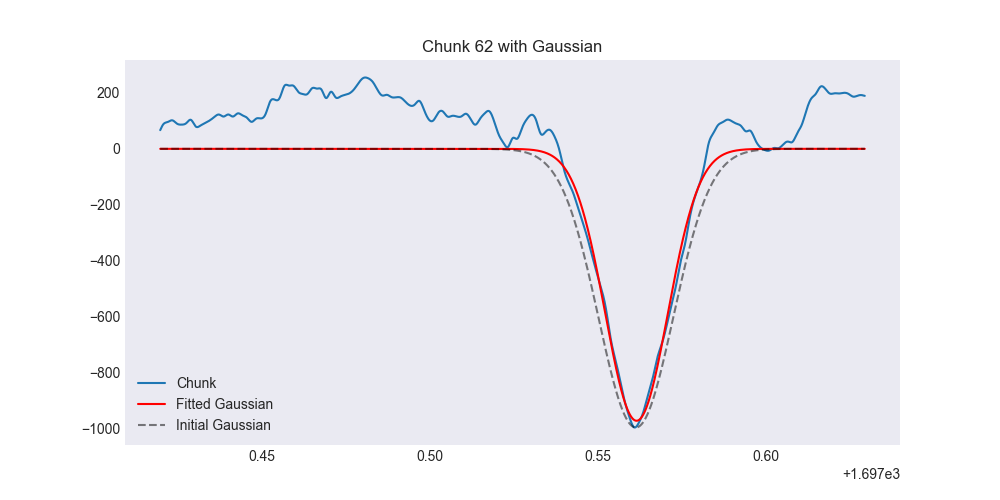 Chunk 62 with Gaussian
200
0
−200
−400
−600
−800
−1000
Chunk
Fitted Gaussian
Initial Gaussian
0.45 0.50 0.55 0.60
+1.697e3